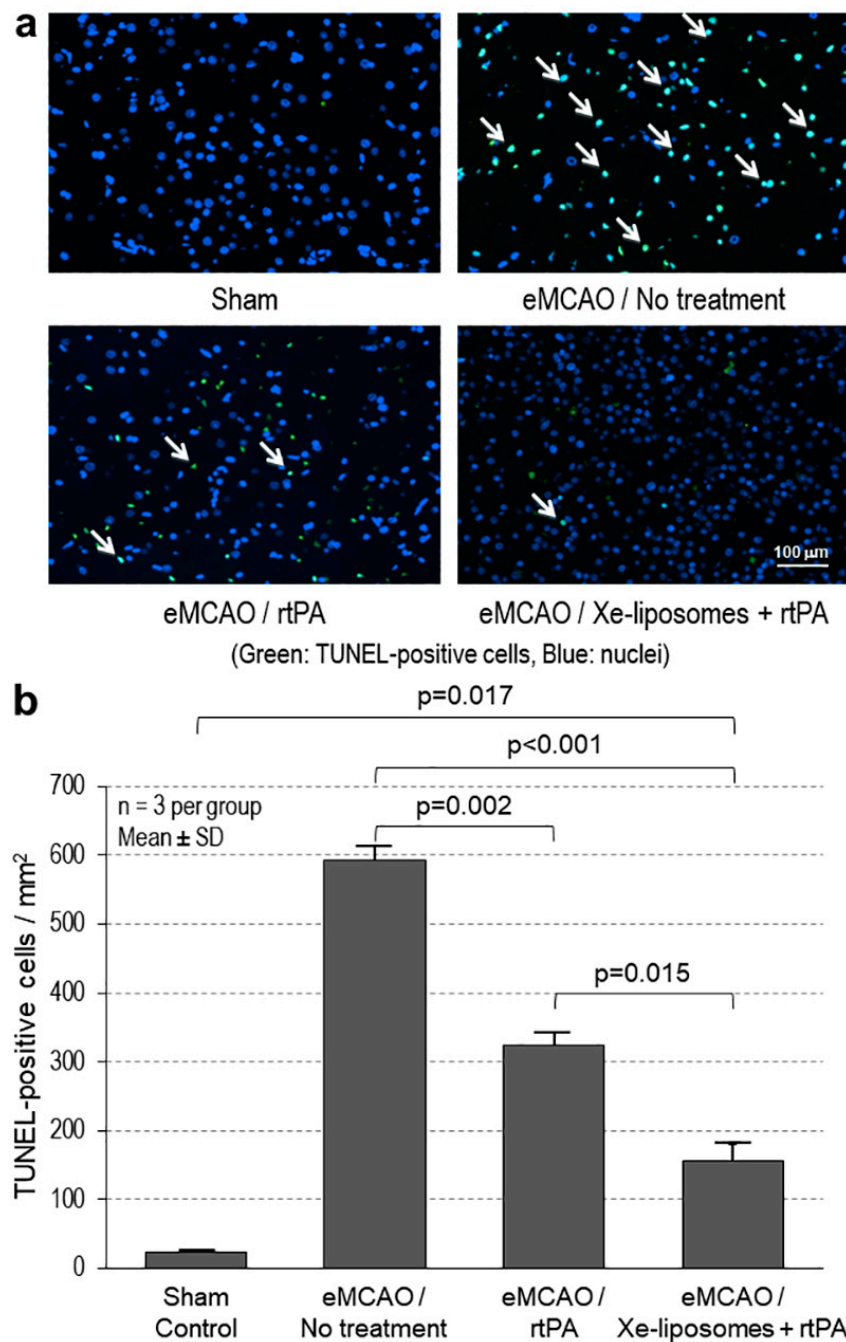 a
Sham
eMCAO / No treatment
100 µm
eMCAO / rtPA
eMCAO / Xe-liposomes + rtPA
(Green: TUNEL-positive cells, Blue: nuclei)
b
p=0.017
p<0.001
p=0.002
p=0.015
n = 3 per group
Mean ± SD
TUNEL-positive cells / mm²
700
600
500
400
300
200
100
0
Sham
Control
eMCAO /
No treatment
eMCAO /
rtPA
eMCAO /
Xe-liposomes + rtPA